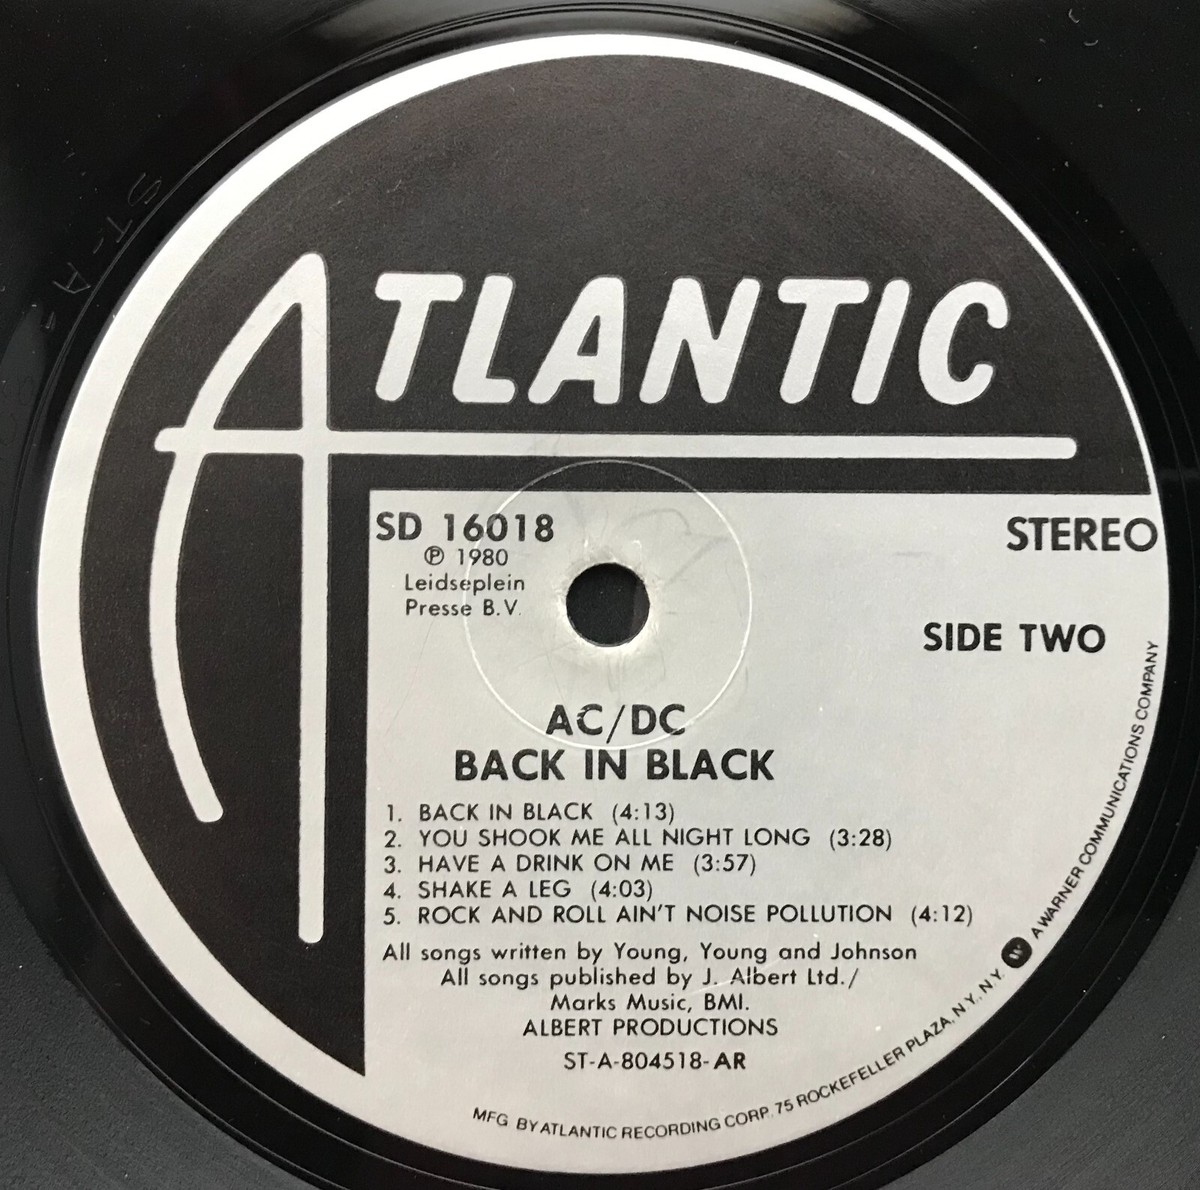 ATLANTIC
SD 16018
℗ 1980
Leidseplein
Presse B.V.
STEREO
SIDE TWO
AC/DC
BACK IN BLACK
1. BACK IN BLACK (4:13)
2. YOU SHOOK ME ALL NIGHT LONG (3:28)
3. HAVE A DRINK ON ME (3:57)
4. SHAKE A LEG (4:03)
5. ROCK AND ROLL AIN'T NOISE POLLUTION (4:12)
All songs written by Young, Young and Johnson
All songs published by J. Albert Ltd./
Marks Music, BMI.
ALBERT PRODUCTIONS
ST-A-804518-AR
MFG BY ATLANTIC RECORDING CORP. 75 ROCKEFELLER PLAZA, N.Y., N.Y. W A WARNER COMMUNICATIONS COMPANY
ST-A-